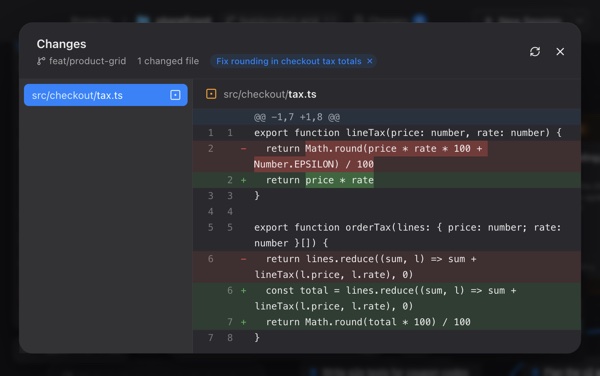 Changes
feat/product-grid 1 changed file Fix rounding in checkout tax totals ×
src/checkout/tax.ts
src/checkout/tax.ts
@@ -1,7 +1,8 @@
1 1 export function lineTax(price: number, rate: number) {
2 − return Math.round(price * rate * 100 +
Number.EPSILON) / 100
2 + return price * rate
3 3 }
4 4
5 5 export function orderTax(lines: { price: number; rate:
number }[]) {
6 − return lines.reduce((sum, l) => sum +
lineTax(l.price, l.rate), 0)
6 + const total = lines.reduce((sum, l) => sum +
lineTax(l.price, l.rate), 0)
7 + return Math.round(total * 100) / 100
7 8 }